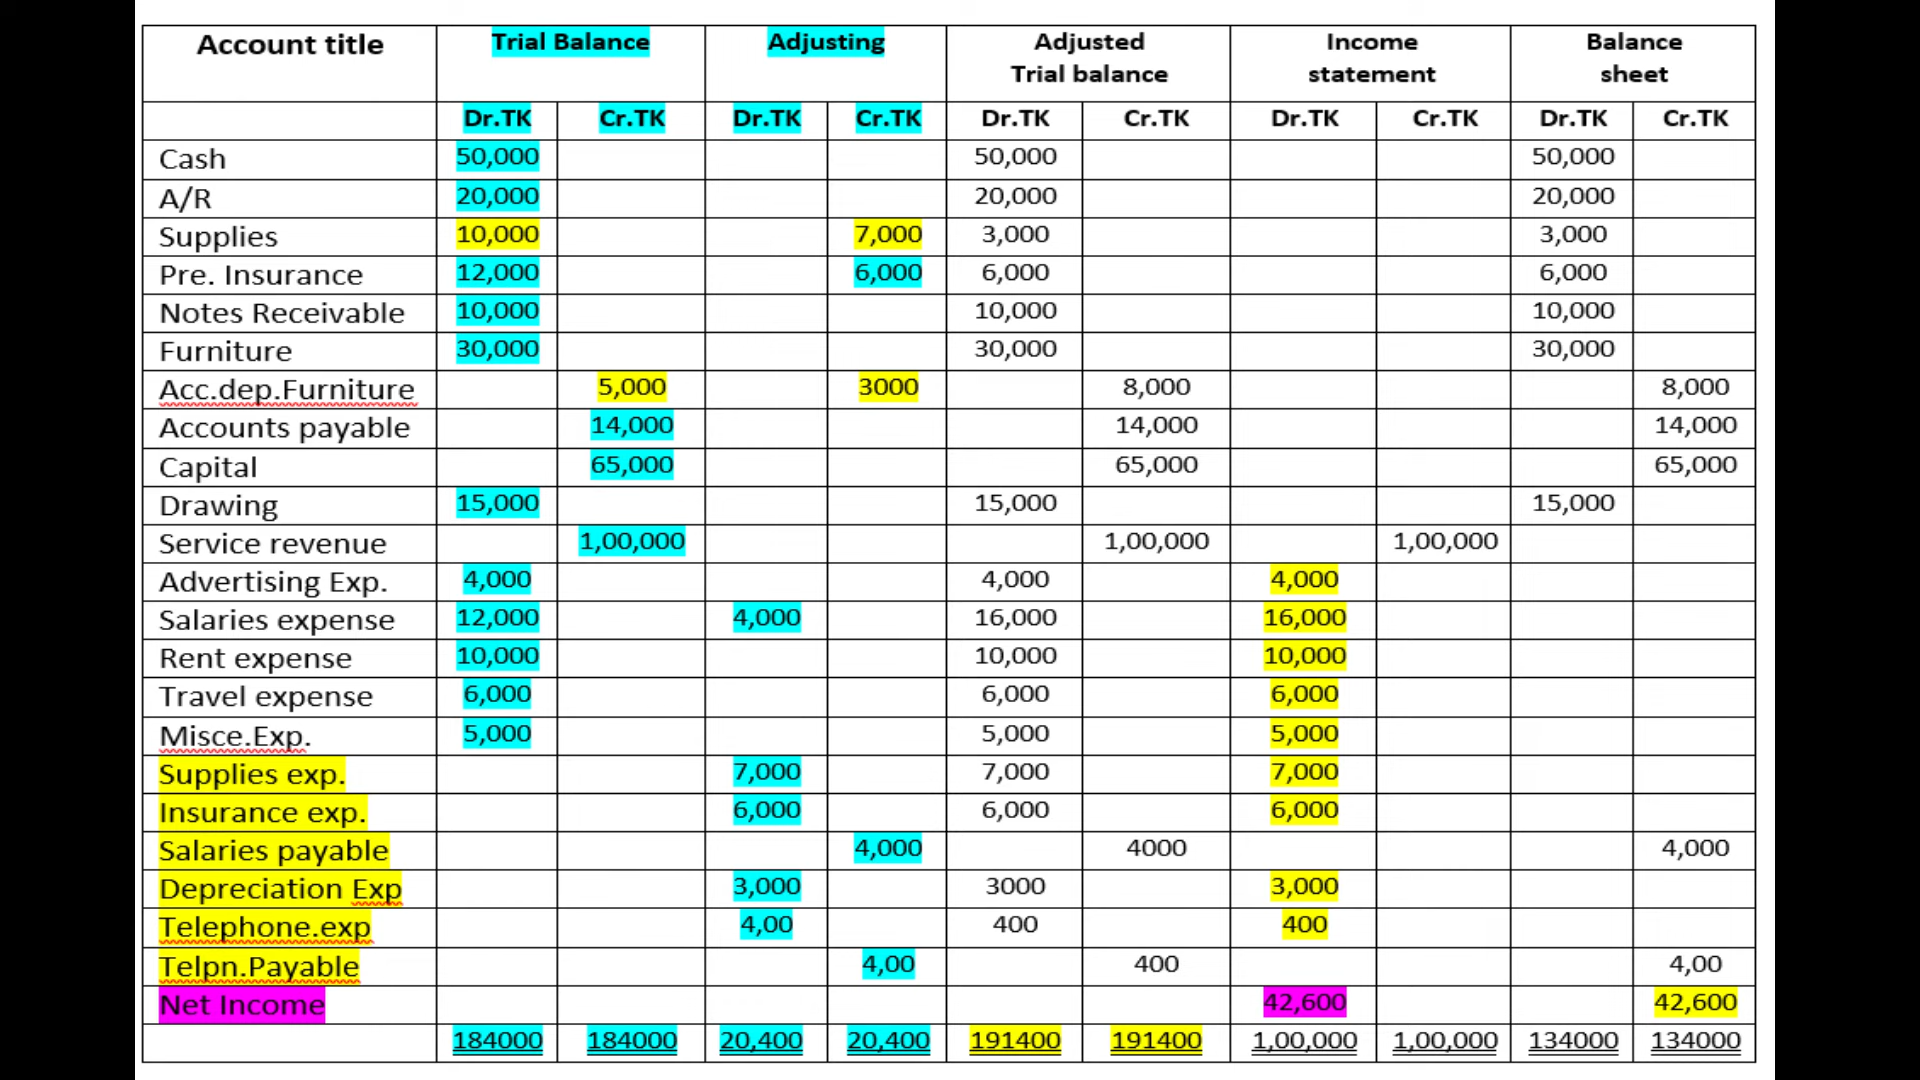 Account title Trial Balance Adjusting Adjusted Trial balance Income statement Balance sheet
Dr.TK Cr.TK Dr.TK Cr.TK Dr.TK Cr.TK Dr.TK Cr.TK Dr.TK Cr.TK
Cash 50,000 50,000 50,000
A/R 20,000 20,000 20,000
Supplies 10,000 7,000 3,000 3,000
Pre. Insurance 12,000 6,000 6,000 6,000
Notes Receivable 10,000 10,000 10,000
Furniture 30,000 30,000 30,000
Acc.dep.Furniture 5,000 3000 8,000 8,000
Accounts payable 14,000 14,000 14,000
Capital 65,000 65,000 65,000
Drawing 15,000 15,000 15,000
Service revenue 1,00,000 1,00,000 1,00,000
Advertising Exp. 4,000 4,000 4,000
Salaries expense 12,000 4,000 16,000 16,000
Rent expense 10,000 10,000 10,000
Travel expense 6,000 6,000 6,000
Misce.Exp. 5,000 5,000 5,000
Supplies exp. 7,000 7,000 7,000
Insurance exp. 6,000 6,000 6,000
Salaries payable 4,000 4000 4,000
Depreciation Exp 3,000 3000 3,000
Telephone.exp 4,00 400 400
Telpn.Payable 4,00 400 4,00
Net Income 42,600 42,600
184000 184000 20,400 20,400 191400 191400 1,00,000 1,00,000 134000 134000